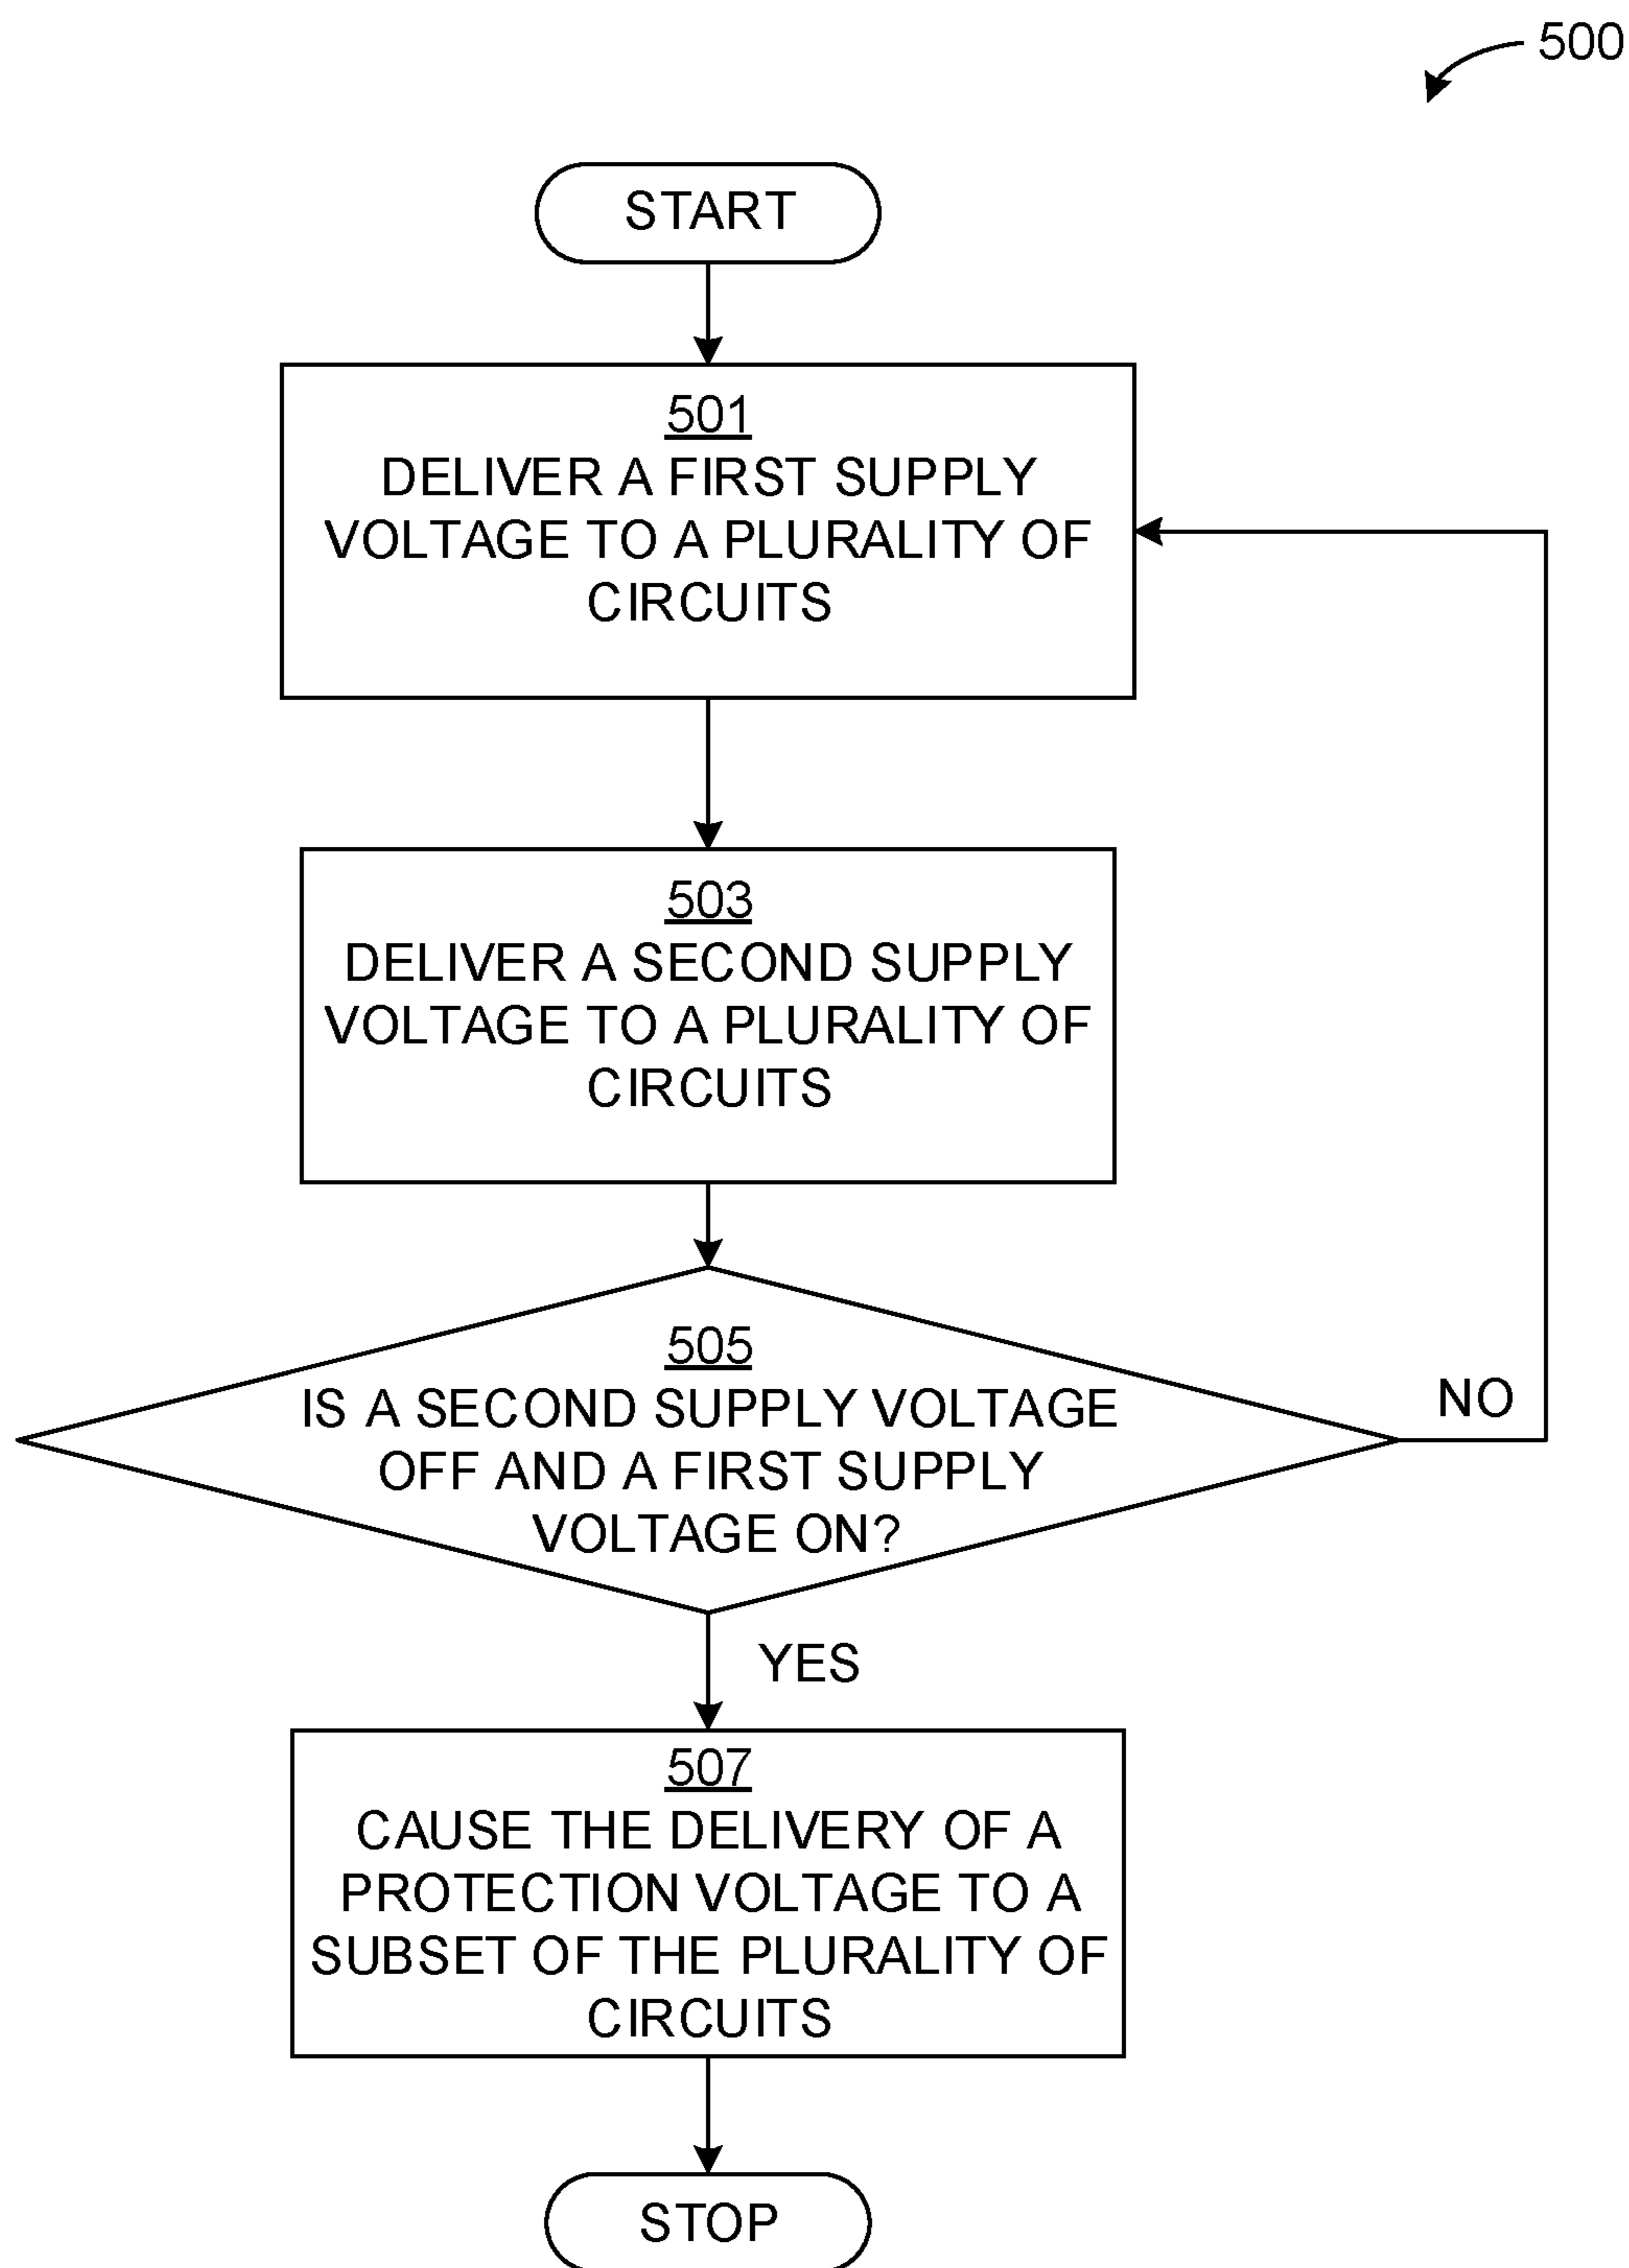 500
START
501
DELIVER A FIRST SUPPLY
VOLTAGE TO A PLURALITY OF
CIRCUITS
503
DELIVER A SECOND SUPPLY
VOLTAGE TO A PLURALITY OF
CIRCUITS
505
IS A SECOND SUPPLY VOLTAGE
OFF AND A FIRST SUPPLY
VOLTAGE ON?
NO
YES
507
CAUSE THE DELIVERY OF A
PROTECTION VOLTAGE TO A
SUBSET OF THE PLURALITY OF
CIRCUITS
STOP